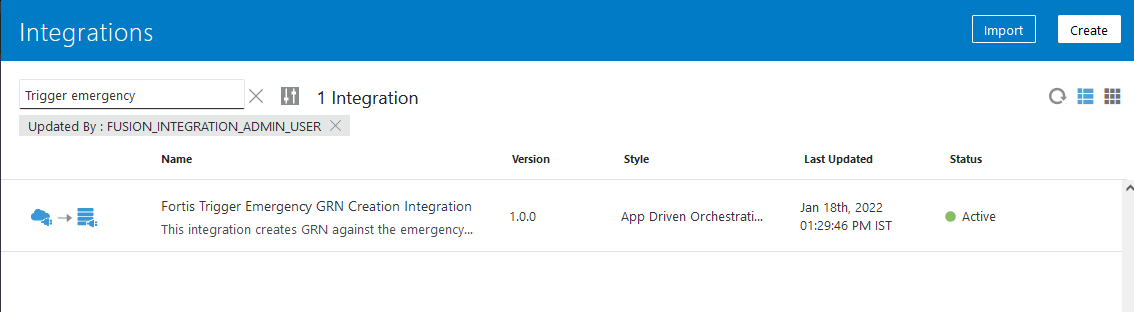 Integrations
Import
Create
Trigger emergency
1 Integration
Updated By : FUSION_INTEGRATION_ADMIN_USER
Name Version Style Last Updated Status
Fortis Trigger Emergency GRN Creation Integration
This integration creates GRN against the emergency...
1.0.0
App Driven Orchestrati...
Jan 18th, 2022
01:29:46 PM IST
Active